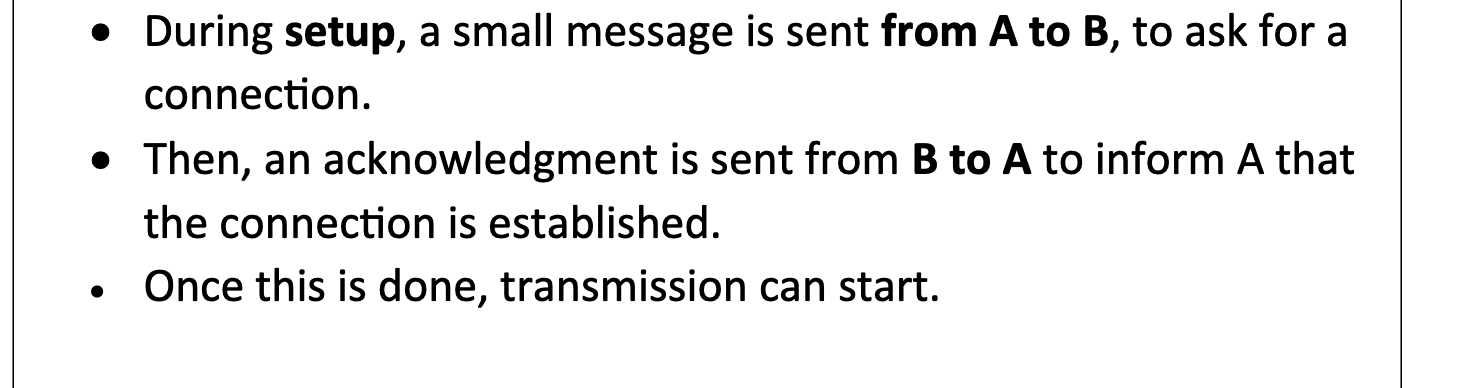 • During setup, a small message is sent from A to B, to ask for a
connection.
• Then, an acknowledgment is sent from B to A to inform A that
the connection is established.
• Once this is done, transmission can start.